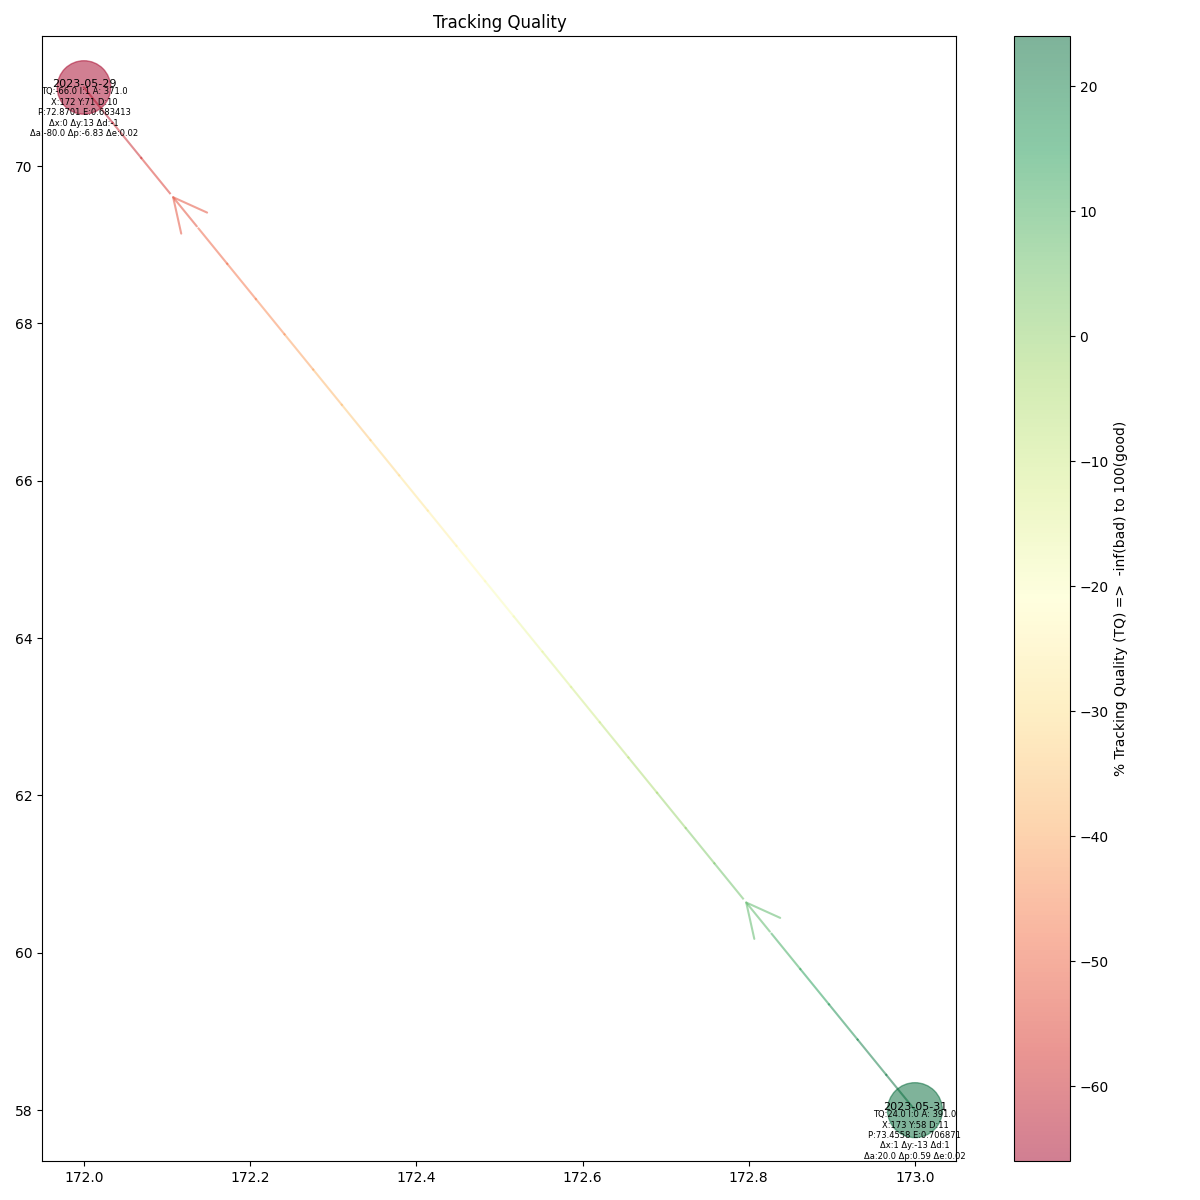 Tracking Quality
2023-05-29
TQ:-66.0 I:1 A: 371.0
X:172 Y:71 D:10
P:72.8701 E:0.683413
Δx:0 Δy:13 Δd:-1
Δa:-80.0 Δp:-6.83 Δe:0.02
70
68
66
64
62
60
58
2023-05-31
TQ:24.0 I:0 A: 391.0
X:173 Y:58 D:11
P:73.4558 E:0.706871
Δx:1 Δy:-13 Δd:1
Δa:20.0 Δp:0.59 Δe:0.02
172.0
172.2
172.4
172.6
172.8
173.0
20
10
0
−10
−20
−30
−40
−50
−60
% Tracking Quality (TQ) => -inf(bad) to 100(good)